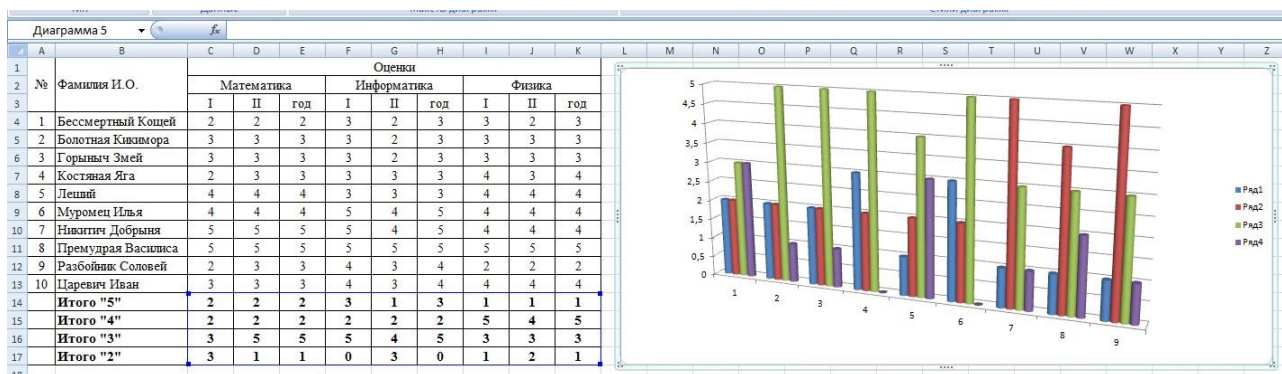 Диаграмма 5 fx
A B C D E F G H I J K L M N O P Q R S T U V W X Y Z
1 Оценки
2 № Фамилия И.О. Математика Информатика Физика
3 I II год I II год I II год
4 1 Бессмертный Кощей 2 2 2 3 2 3 3 2 3
5 2 Болотная Кикимора 3 3 3 3 2 3 3 3 3
6 3 Горыныч Змей 3 3 3 3 2 3 3 3 3
7 4 Костяная Яга 2 3 3 3 3 3 4 3 4
8 5 Леший 4 4 4 3 3 3 4 4 4
9 6 Муромец Илья 4 4 4 5 4 5 4 4 4
10 7 Никитич Добрыня 5 5 5 5 4 5 4 4 4
11 8 Премудрая Василиса 5 5 5 5 5 5 5 5 5
12 9 Разбойник Соловей 2 3 3 4 3 4 2 2 2
13 10 Царевич Иван 3 3 3 4 3 4 4 4 4
14 Итого "5" 2 2 2 3 1 3 1 1 1
15 Итого "4" 2 2 2 2 2 2 5 4 5
16 Итого "3" 3 5 5 5 4 5 3 3 3
17 Итого "2" 3 1 1 0 3 0 1 2 1
5
4,5
4
3,5
3
2,5
2
1,5
1
0,5
0
1 2 3 4 5 6 7 8 9
Ряд1
Ряд2
Ряд3
Ряд4